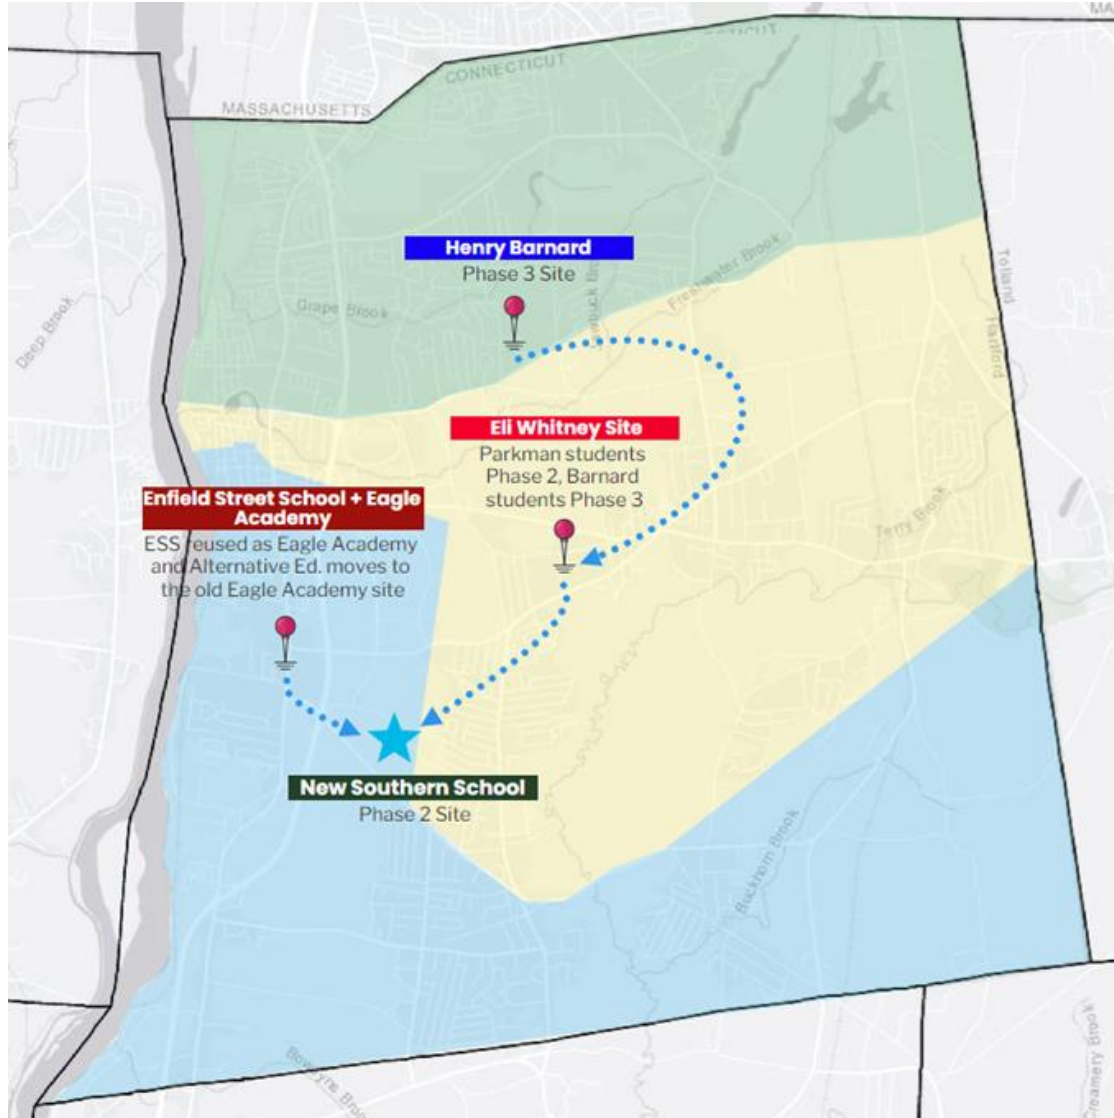 MA
CONNECTICUT
MASSACHUSETTS
Henry Barnard
Phase 3 Site
Freshwater Brook
Tolland
Hartford
Grape Brook
Deep Brook
Eli Whitney Site
Parkman students
Phase 2, Barnard
students Phase 3
Enfield Street School + Eagle
Academy
ESS reused as Eagle Academy
and Alternative Ed. moves to
the old Eagle Academy site
Terry Brook
New Southern School
Phase 2 Site
Buckhorn Brook